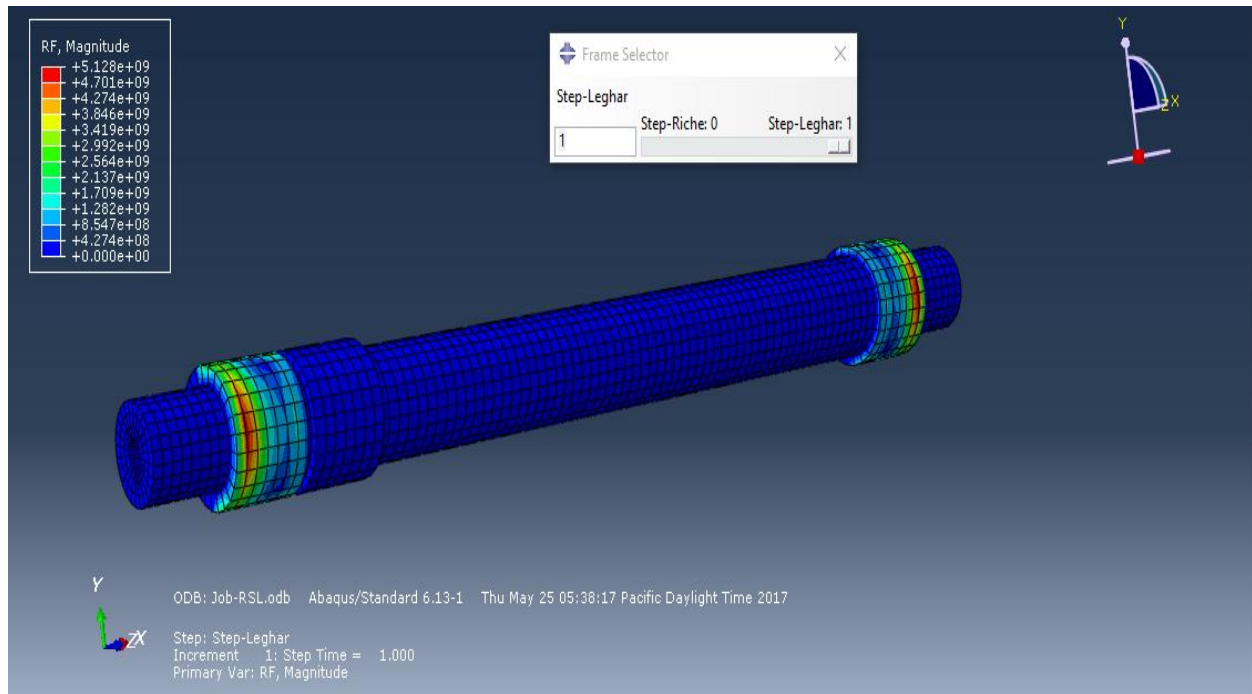 RF, Magnitude
+5.128e+09
+4.701e+09
+4.274e+09
+3.846e+09
+3.419e+09
+2.992e+09
+2.564e+09
+2.137e+09
+1.709e+09
+1.282e+09
+8.547e+08
+4.274e+08
+0.000e+00
Frame Selector
Step-Leghar
Step-Riche: 0 Step-Leghar: 1
1
Y
Z X
Y
Z X
ODB: Job-RSL.odb Abaqus/Standard 6.13-1 Thu May 25 05:38:17 Pacific Daylight Time 2017
Step: Step-Leghar
Increment 1: Step Time = 1.000
Primary Var: RF, Magnitude